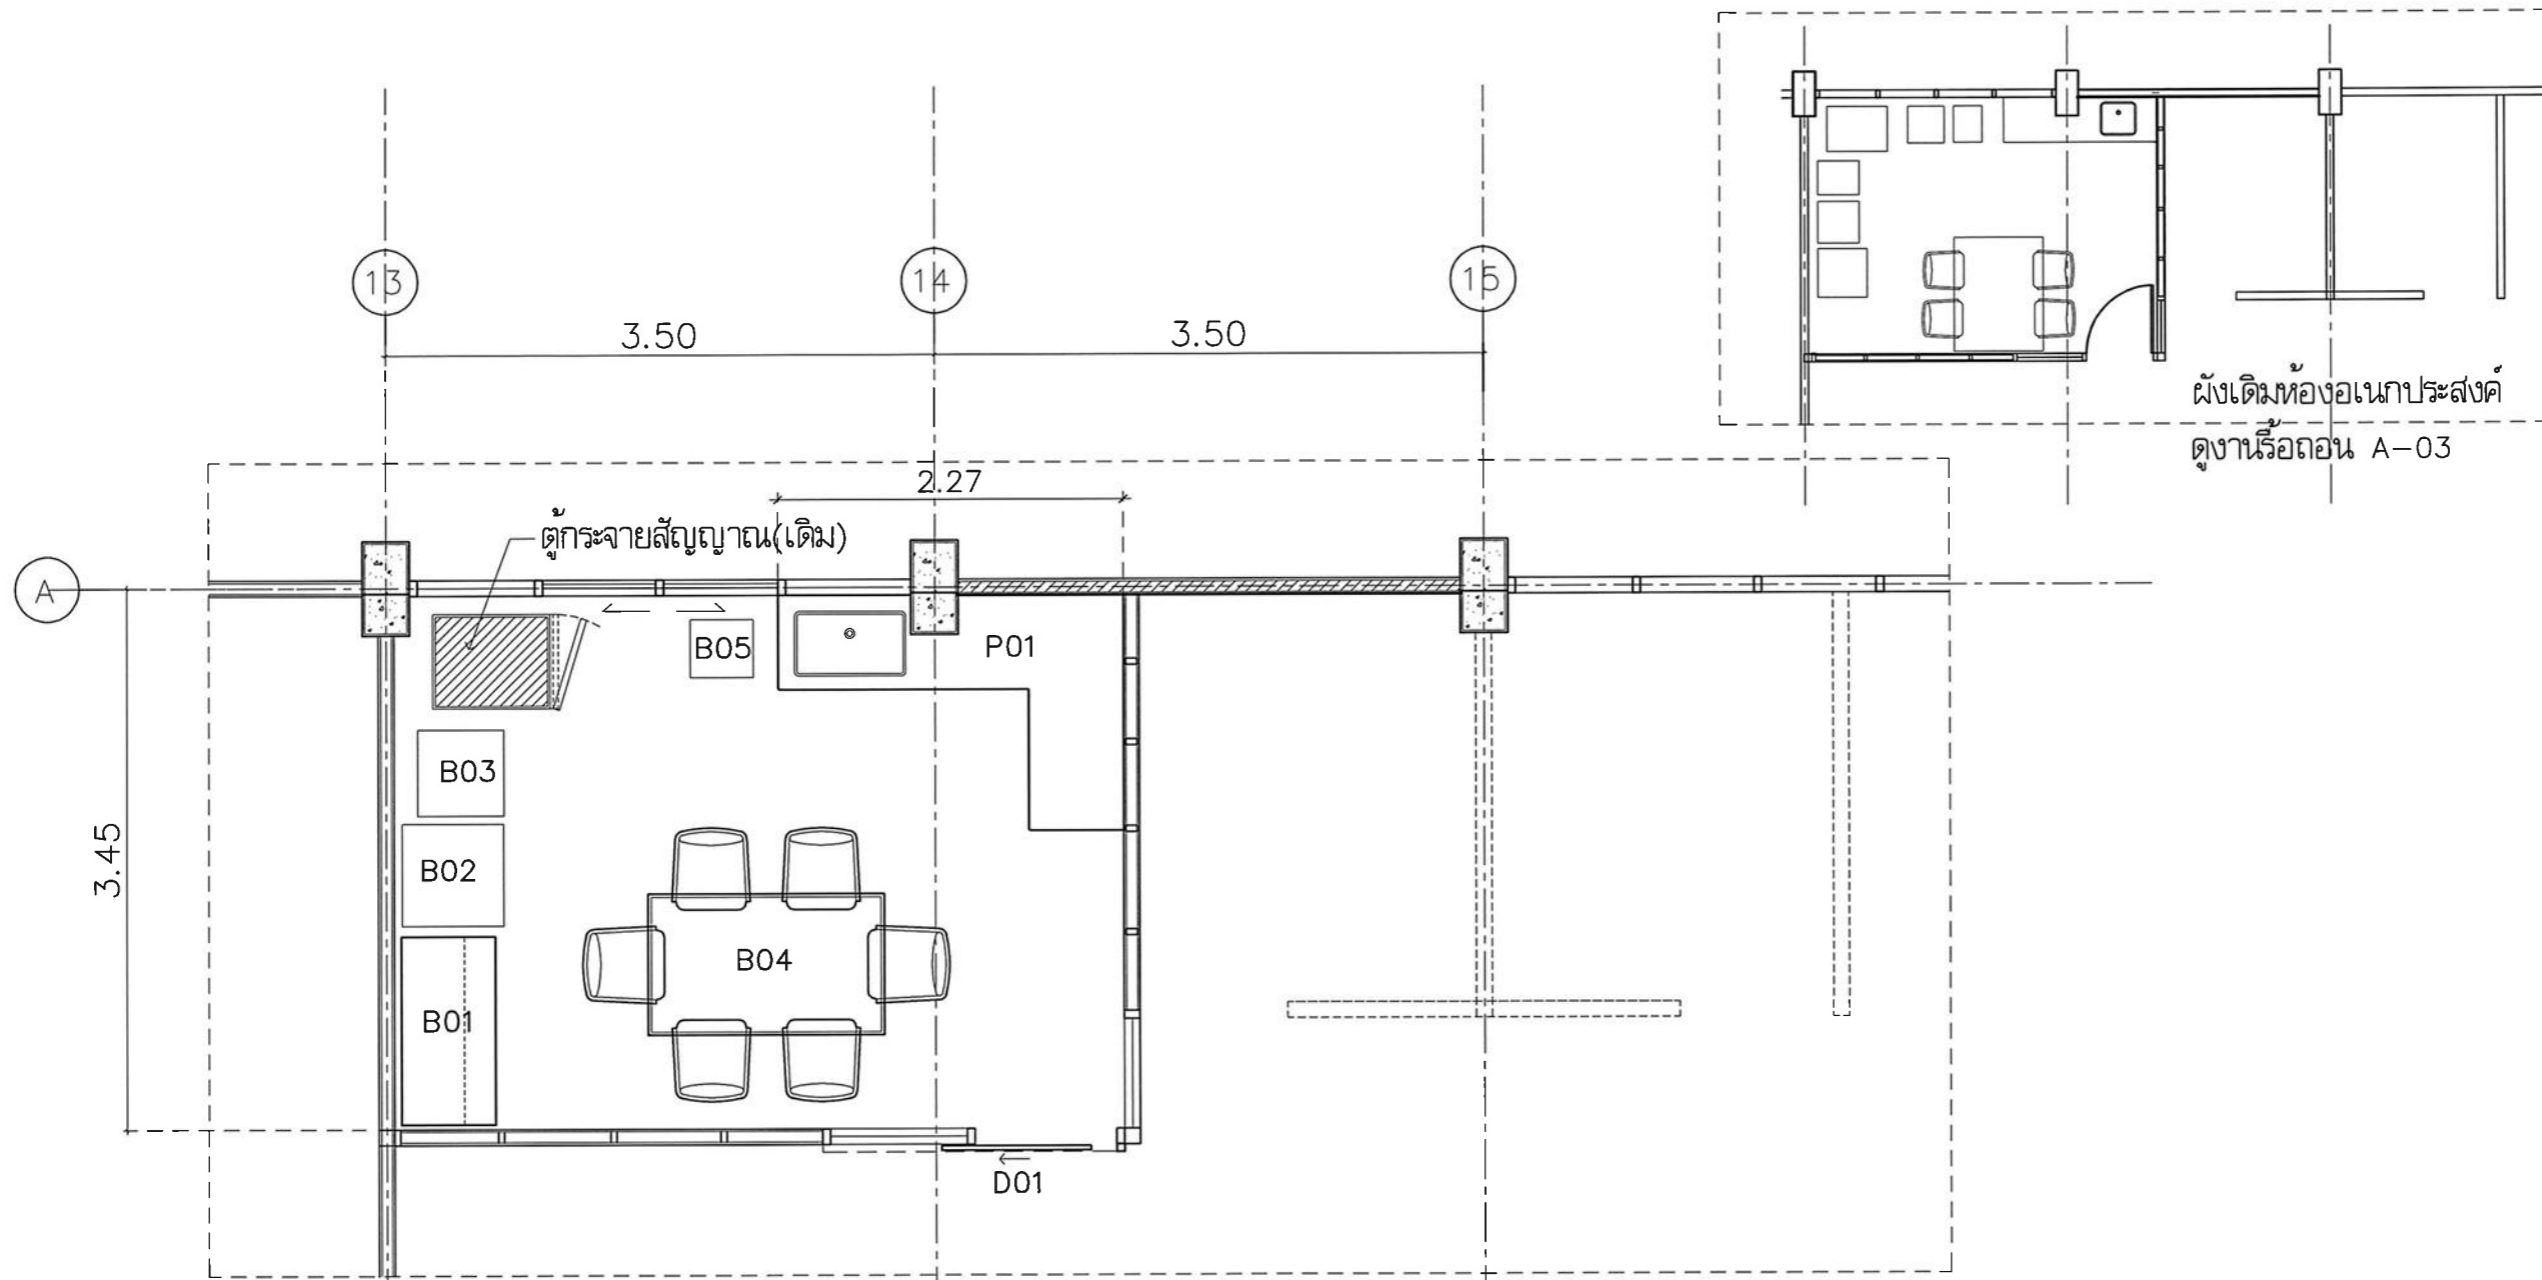 13
14
15
3.50
3.50
ผังเดิมห้องอเนกประสงค์
ดูงานรื้อถอน A-03
2.27
ตู้กระจายสัญญาณ(เดิม)
A
B05
P01
B03
3.45
B02
B04
B01
D01